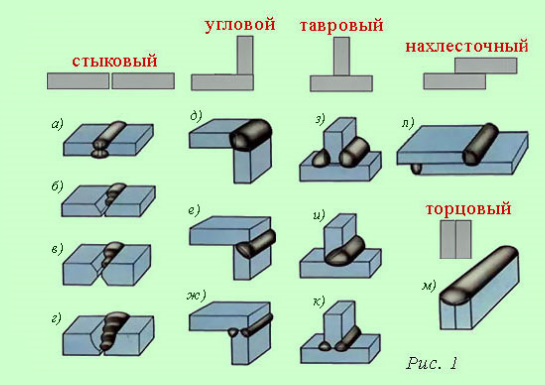 стыковый
угловой
тавровый
нахлесточный
а)
д)
з)
л)
б)
е)
и)
торцовый
в)
ж)
к)
м)
г)
Рис. 1